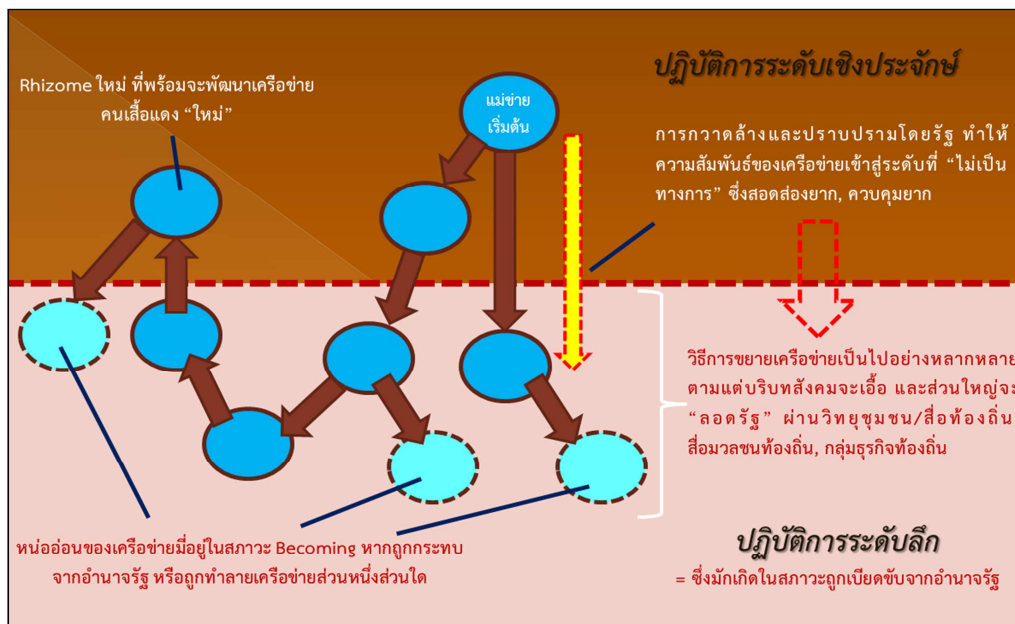 ปฏิบัติการระดับเชิงประจักษ์
Rhizome ใหม่ ที่พร้อมจะพัฒนาเครือข่าย
คนเสื้อแดง “ใหม่”
แม่ข่าย
เริ่มต้น
การกวาดล้างและปราบปรามโดยรัฐ ทำให้
ความสัมพันธ์ของเครือข่ายเข้าสู่ระดับที่ “ไม่เป็น
ทางการ” ซึ่งสอดส่องยาก, ควบคุมยาก
วิธีการขยายเครือข่ายเป็นไปอย่างหลากหลาย
ตามแต่บริบทสังคมจะเอื้อ และส่วนใหญ่จะ
“ลอดรัฐ” ผ่านวิทยุชุมชน/สื่อท้องถิ่น
สื่อมวลชนท้องถิ่น, กลุ่มธุรกิจท้องถิ่น
หน่ออ่อนของเครือข่ายมีอยู่ในสภาวะ Becoming หากถูกกระทบ
จากอำนาจรัฐ หรือถูกทำลายเครือข่ายส่วนหนึ่งส่วนใด
ปฏิบัติการระดับลึก
= ซึ่งมักเกิดในสภาวะถูกเบียดขับจากอำนาจรัฐ